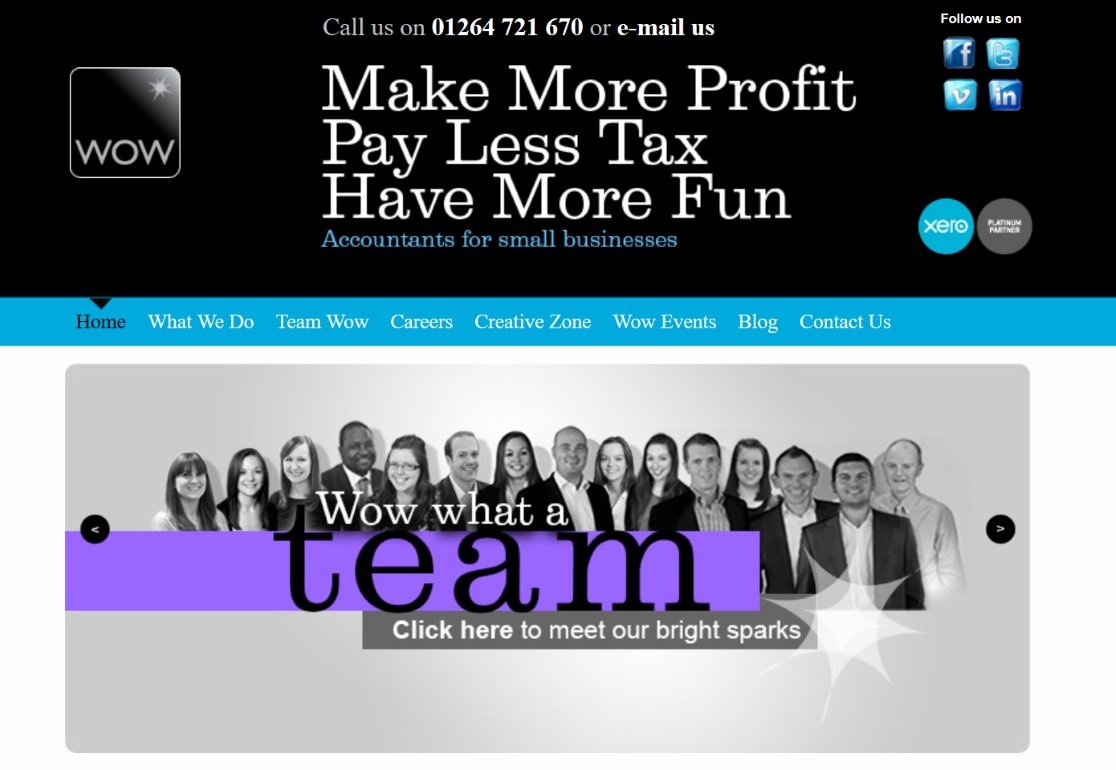 Call us on 01264 721 670 or e-mail us
Follow us on
WOW
Make More Profit
Pay Less Tax
Have More Fun
Accountants for small businesses
xero
PLATINUM
PARTNER
Home What We Do Team Wow Careers Creative Zone Wow Events Blog Contact Us
Wow what a
team
< >
Click here to meet our bright sparks